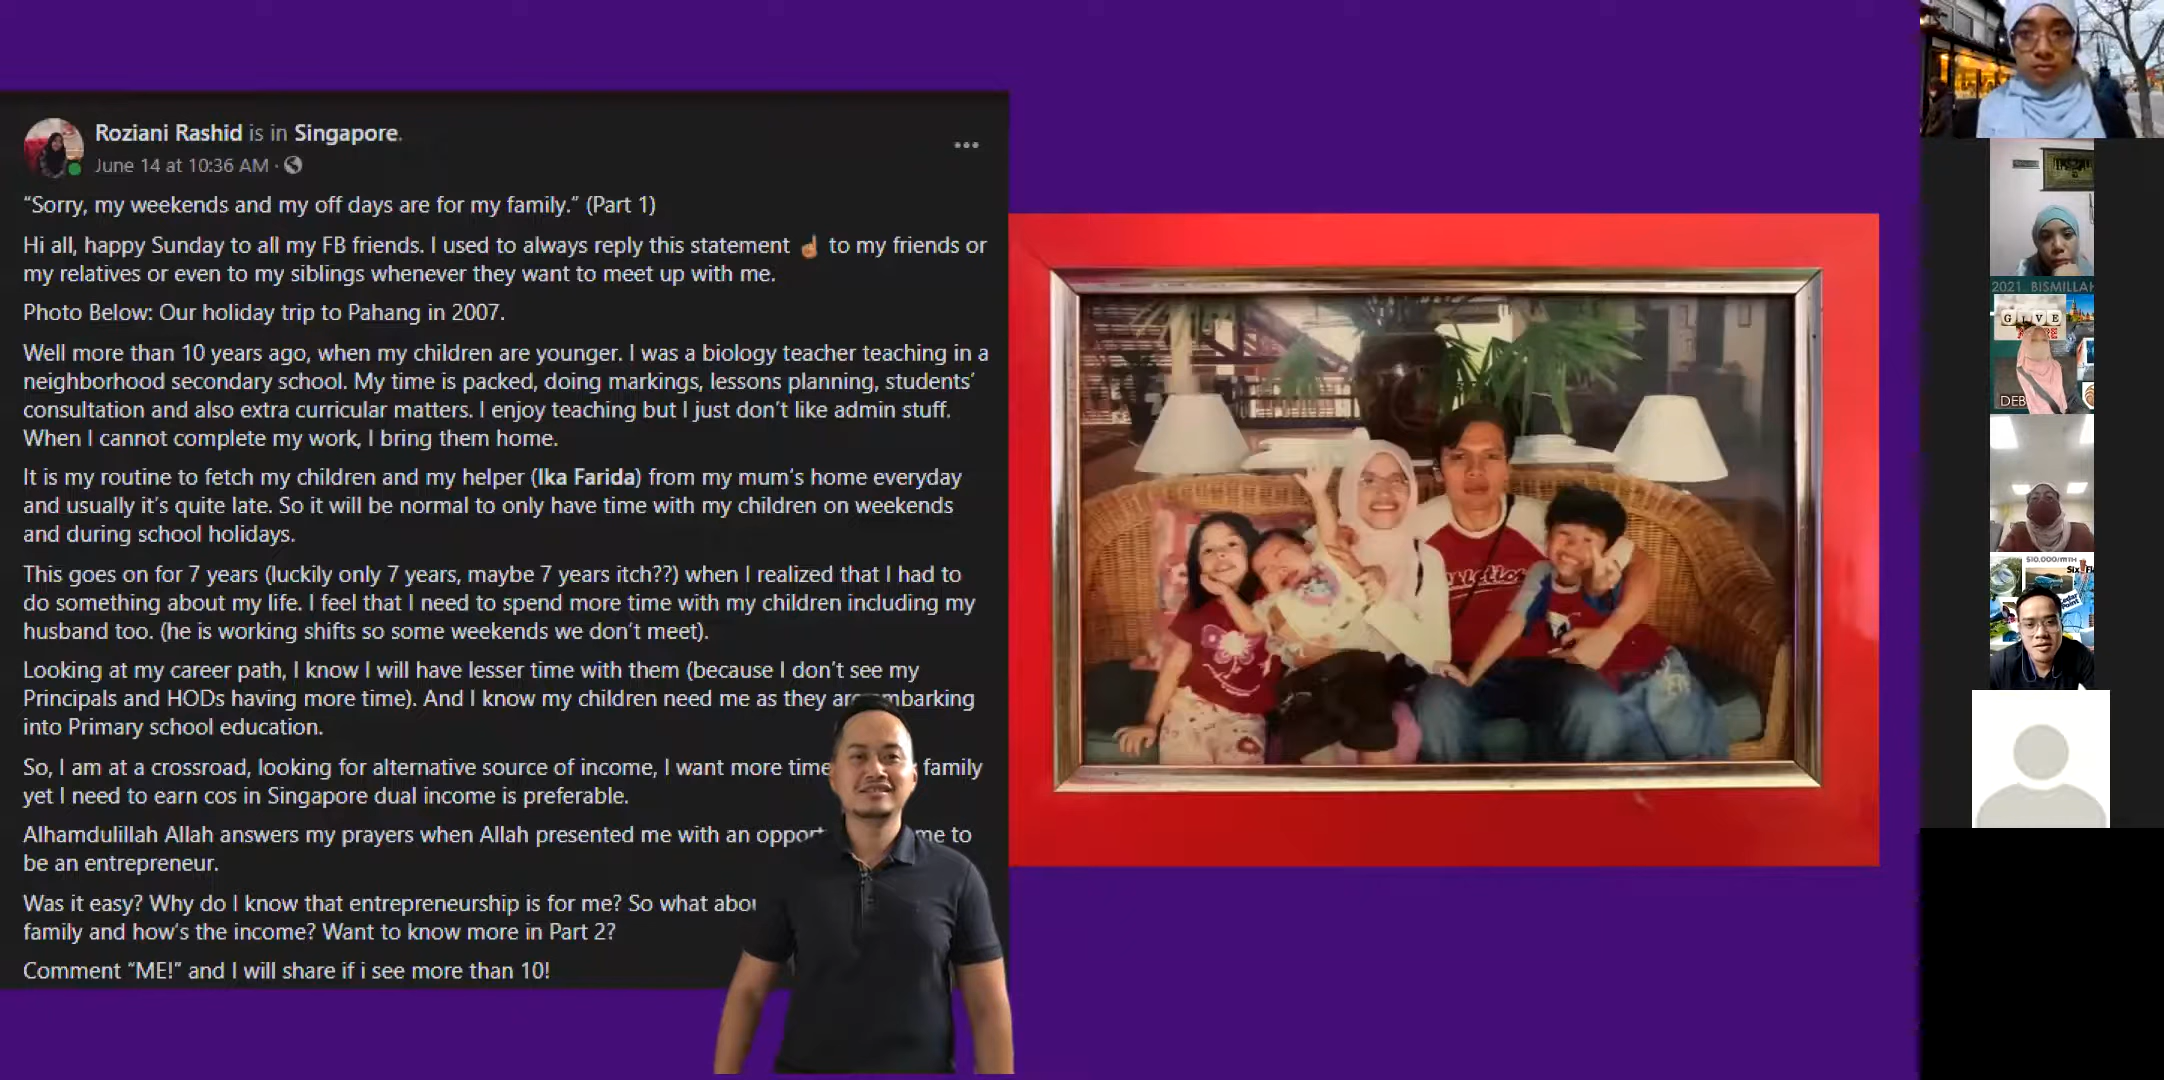 Roziani Rashid is in Singapore.
June 14 at 10:36 AM ·
“Sorry, my weekends and my off days are for my family.” (Part 1)
Hi all, happy Sunday to all my FB friends. I used to always reply this statement ☝🏽 to my friends or
my relatives or even to my siblings whenever they want to meet up with me.
Photo Below: Our holiday trip to Pahang in 2007.
Well more than 10 years ago, when my children are younger. I was a biology teacher teaching in a
neighborhood secondary school. My time is packed, doing markings, lessons planning, students’
consultation and also extra curricular matters. I enjoy teaching but I just don’t like admin stuff.
When I cannot complete my work, I bring them home.
It is my routine to fetch my children and my helper (Ika Farida) from my mum’s home everyday
and usually it’s quite late. So it will be normal to only have time with my children on weekends
and during school holidays.
This goes on for 7 years (luckily only 7 years, maybe 7 years itch??) when I realized that I had to
do something about my life. I feel that I need to spend more time with my children including my
husband too. (he is working shifts so some weekends we don’t meet).
Looking at my career path, I know I will have lesser time with them (because I don’t see my
Principals and HODs having more time). And I know my children need me as they are mbarking
into Primary school education.
So, I am at a crossroad, looking for alternative source of income, I want more time family
yet I need to earn cos in Singapore dual income is preferable.
Alhamdulillah Allah answers my prayers when Allah presented me with an opport me to
be an entrepreneur.
Was it easy? Why do I know that entrepreneurship is for me? So what abou
family and how’s the income? Want to know more in Part 2?
Comment “ME!” and I will share if i see more than 10!
2021. BISMILLAH
GIVE
DEB
$10,000/MTH
Six Fl
Cedar
Point